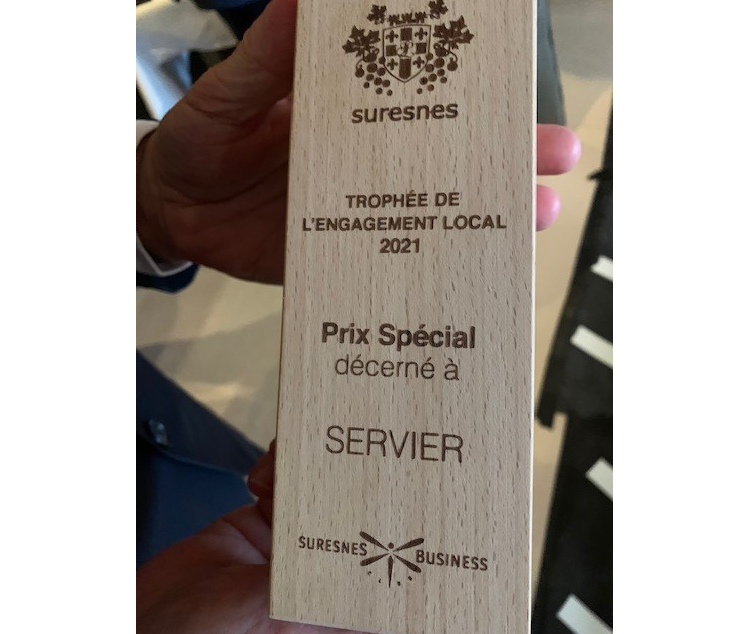 suresnes
TROPHÉE DE
L'ENGAGEMENT LOCAL
2021
Prix Spécial
décerné à
SERVIER
SURESNES BUSINESS